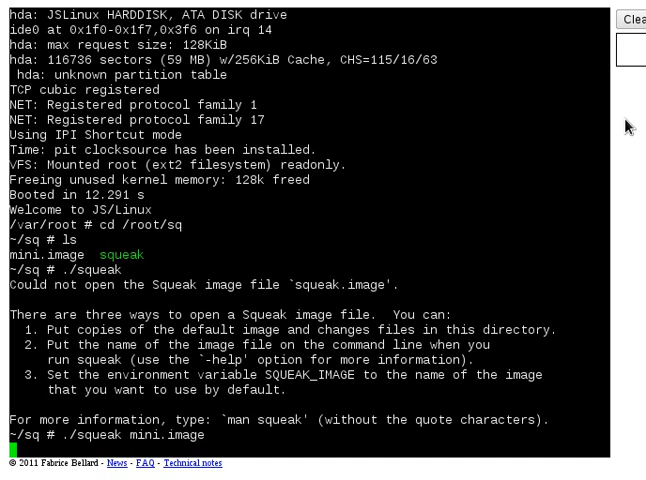 hda: JSLinux HARDDISK, ATA DISK drive
ide0 at 0x1f0-0x1f7,0x3f6 on irq 14
hda: max request size: 128KiB
hda: 116736 sectors (59 MB) w/256KiB Cache, CHS=115/16/63
 hda: unknown partition table
TCP cubic registered
NET: Registered protocol family 1
NET: Registered protocol family 17
Using IPI Shortcut mode
Time: pit clocksource has been installed.
VFS: Mounted root (ext2 filesystem) readonly.
Freeing unused kernel memory: 128k freed
Booted in 12.291 s
Welcome to JS/Linux
/var/root # cd /root/sq
~/sq # ls
mini.image  squeak
~/sq # ./squeak
Could not open the Squeak image file `squeak.image'.
There are three ways to open a Squeak image file.  You can:
  1. Put copies of the default image and changes files in this directory.
  2. Put the name of the image file on the command line when you
     run squeak (use the `-help' option for more information).
  3. Set the environment variable SQUEAK_IMAGE to the name of the image
     that you want to use by default.
For more information, type: `man squeak' (without the quote characters).
~/sq # ./squeak mini.image
© 2011 Fabrice Bellard - News - FAQ - Technical notes